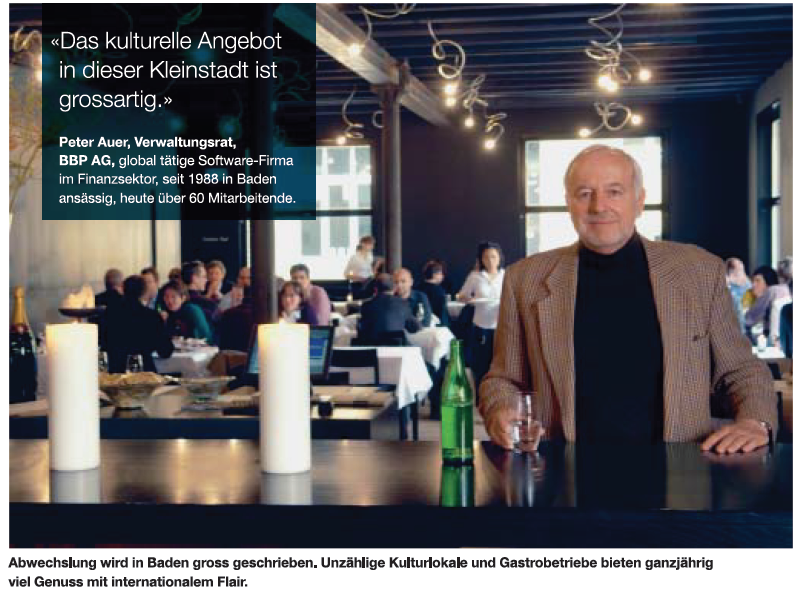 «Das kulturelle Angebot
in dieser Kleinstadt ist
grossartig.»
Peter Auer, Verwaltungsrat,
BBP AG, global tätige Software-Firma
im Finanzsektor, seit 1988 in Baden
ansässig, heute über 60 Mitarbeitende.
Abwechslung wird in Baden gross geschrieben. Unzählige Kulturlokale und Gastrobetriebe bieten ganzjährig
viel Genuss mit internationalem Flair.